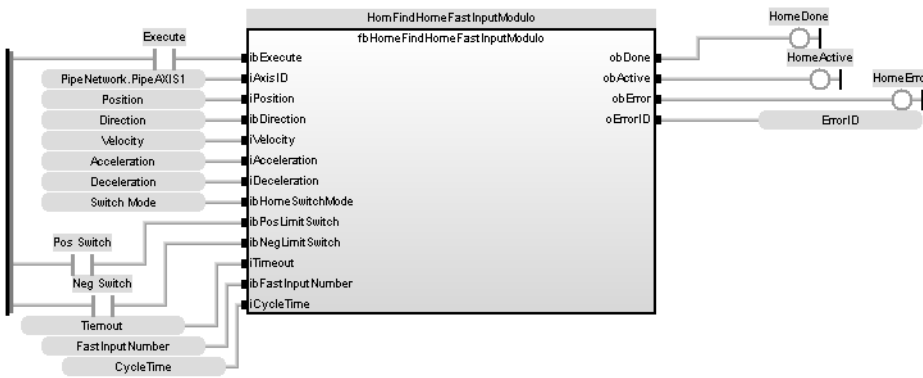 HomFindHomeFastInputModulo
fbHomeFindHomeFastInputModulo
Execute
ibExecute
obDone
HomeDone
PipeNetwork.PipeAXIS1
iAxisID
obActive
HomeActive
Position
iPosition
obError
HomeErro
Direction
ibDirection
oErrorID
ErrorID
Velocity
iVelocity
Acceleration
iAcceleration
Deceleration
iDeceleration
Switch Mode
ibHomeSwitchMode
ibPosLimitSwitch
Pos Switch
ibNegLimitSwitch
iTimeout
Neg Switch
ibFastInputNumber
iCycleTime
Tiemout
FastInputNumber
CycleTime